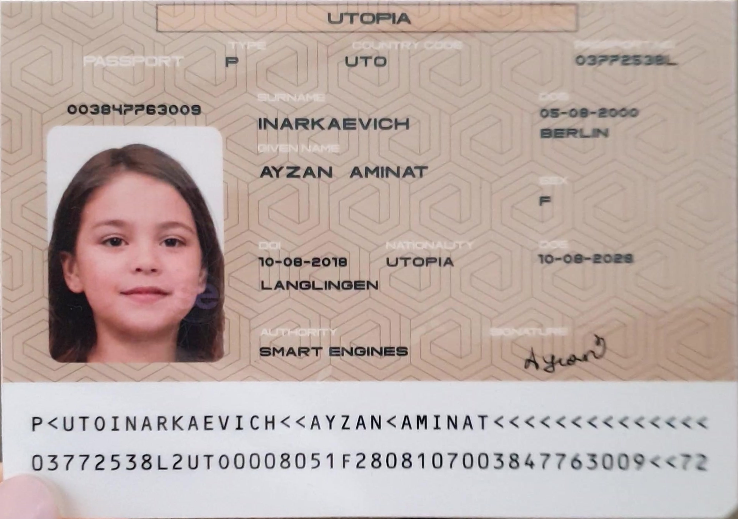 UTOPIA
PASSPORT
TYPE
P
COUNTRY CODE
UTO
PASSPORT NO
03772538L
003847763009
SURNAME
INARKAEVICH
GIVEN NAME
AYZAN AMINAT
DOB
05-08-2000
BERLIN
SEX
F
DOI
10-08-2018
LANGLINGEN
NATIONALITY
UTOPIA
DOE
10-08-2028
AUTHORITY
SMART ENGINES
SIGNATURE
Ayzan
P<UTOINARKAEVICH<<AYZAN<AMINAT<<<<<<<<<<<<<<
03772538L2UTO0008051F2808107003847763009<<72